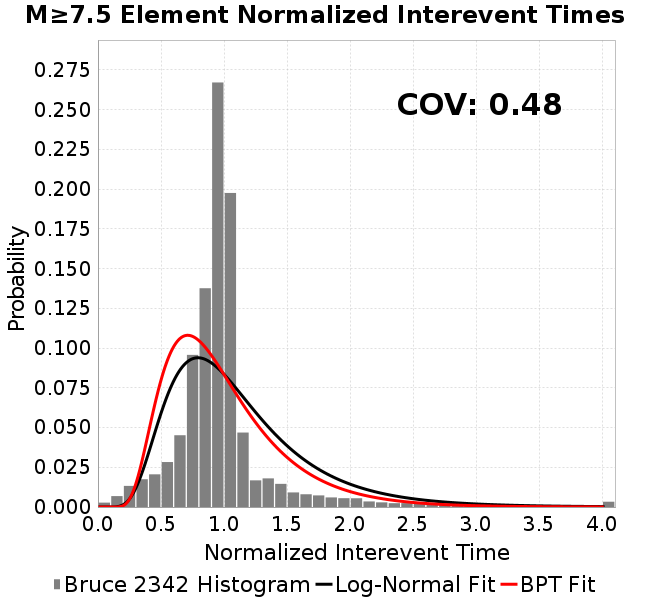 M≥7.5 Element Normalized Interevent Times
COV: 0.48
Probability
0.275
0.250
0.225
0.200
0.175
0.150
0.125
0.100
0.075
0.050
0.025
0.000
0.0 0.5 1.0 1.5 2.0 2.5 3.0 3.5 4.0
Normalized Interevent Time
Bruce 2342 Histogram Log-Normal Fit BPT Fit